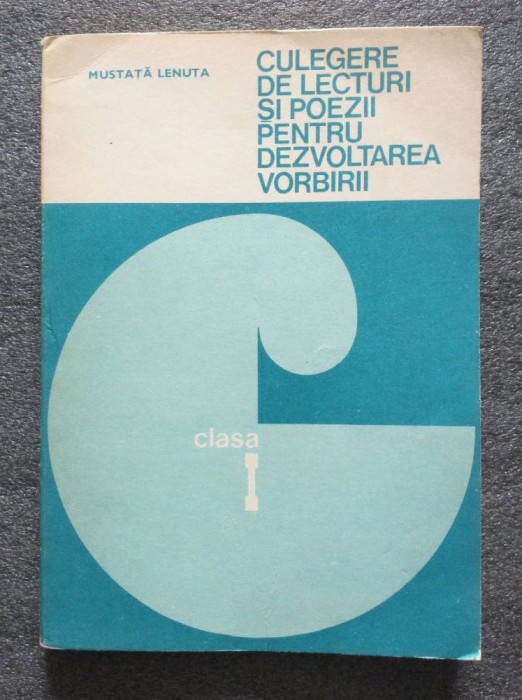 MUSTAȚĂ LENUȚA
CULEGERE
DE LECTURI
ȘI POEZII
PENTRU
DEZVOLTAREA
VORBIRII
clasa
I